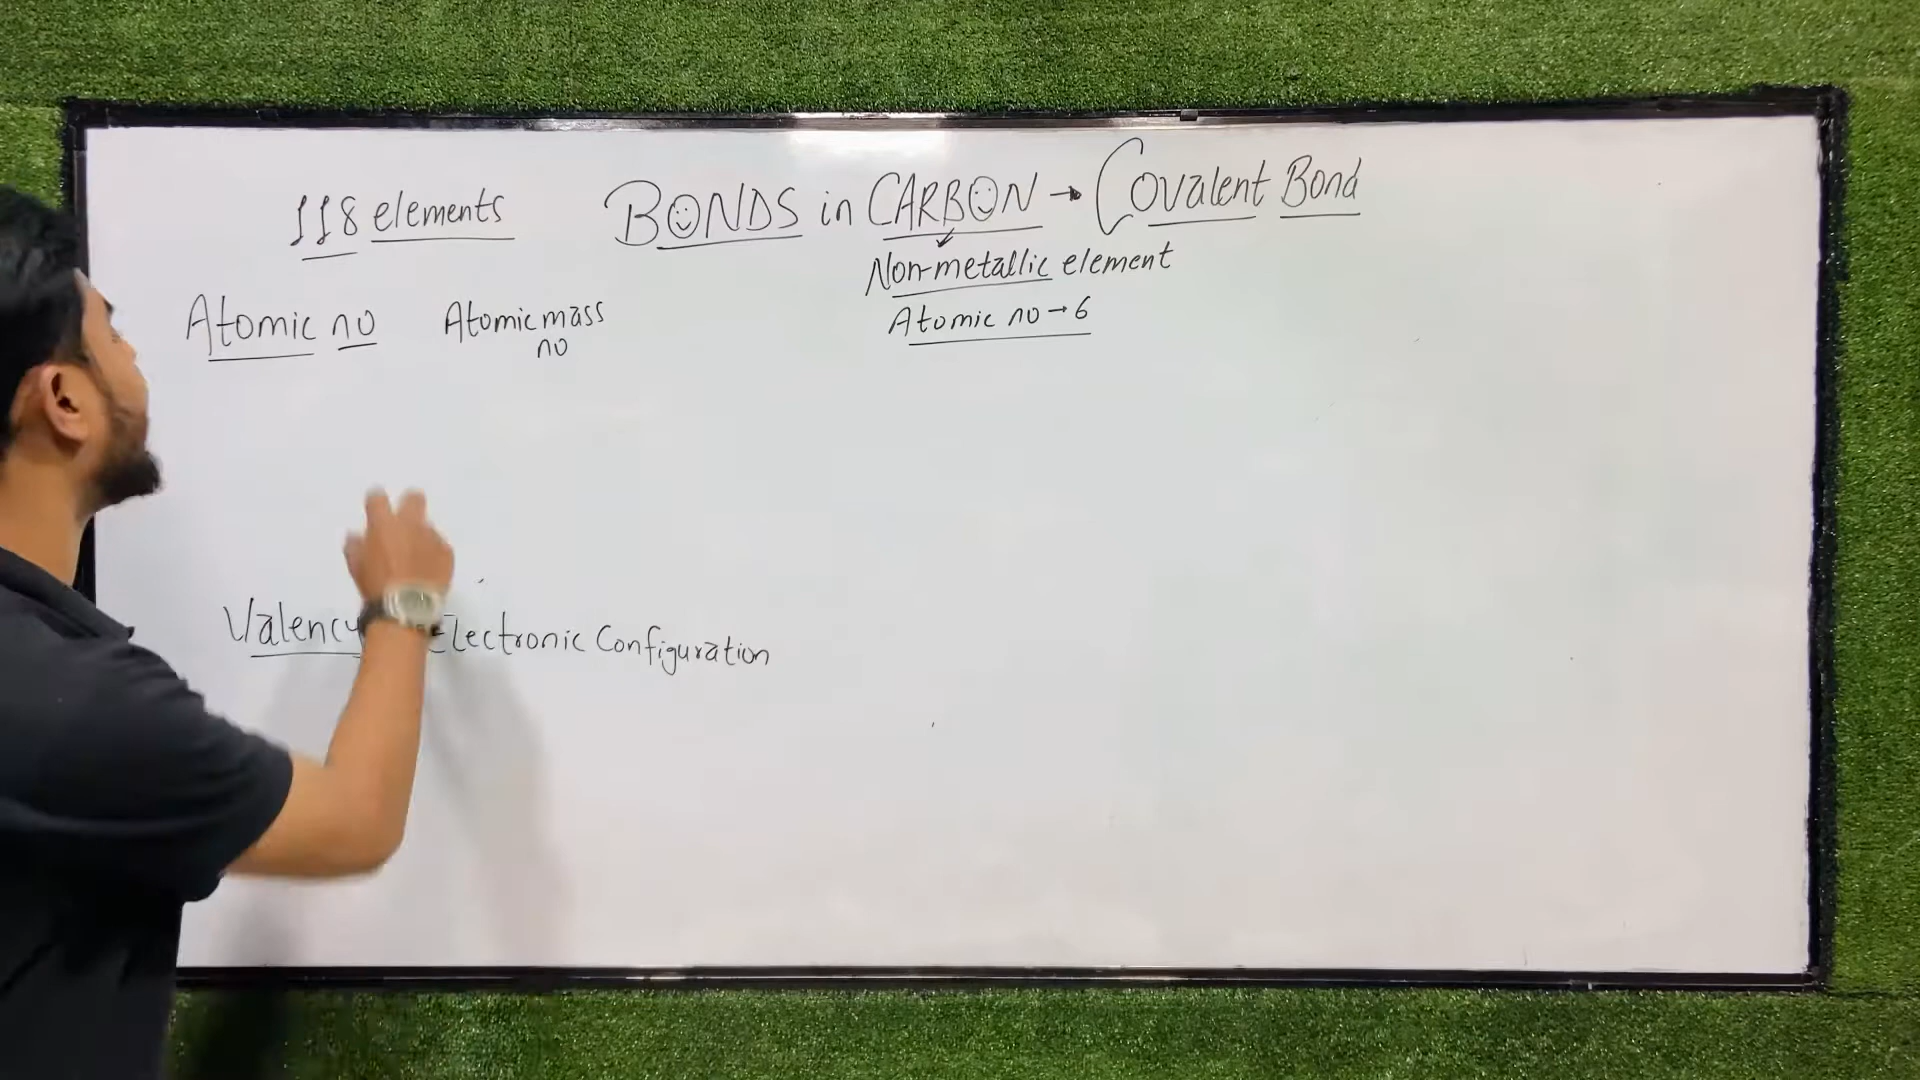 118 elements
BONDS in CARBON → Covalent Bond
Non-metallic element
Atomic no → 6
Atomic no
Atomic mass
no
Valency
Electronic Configuration